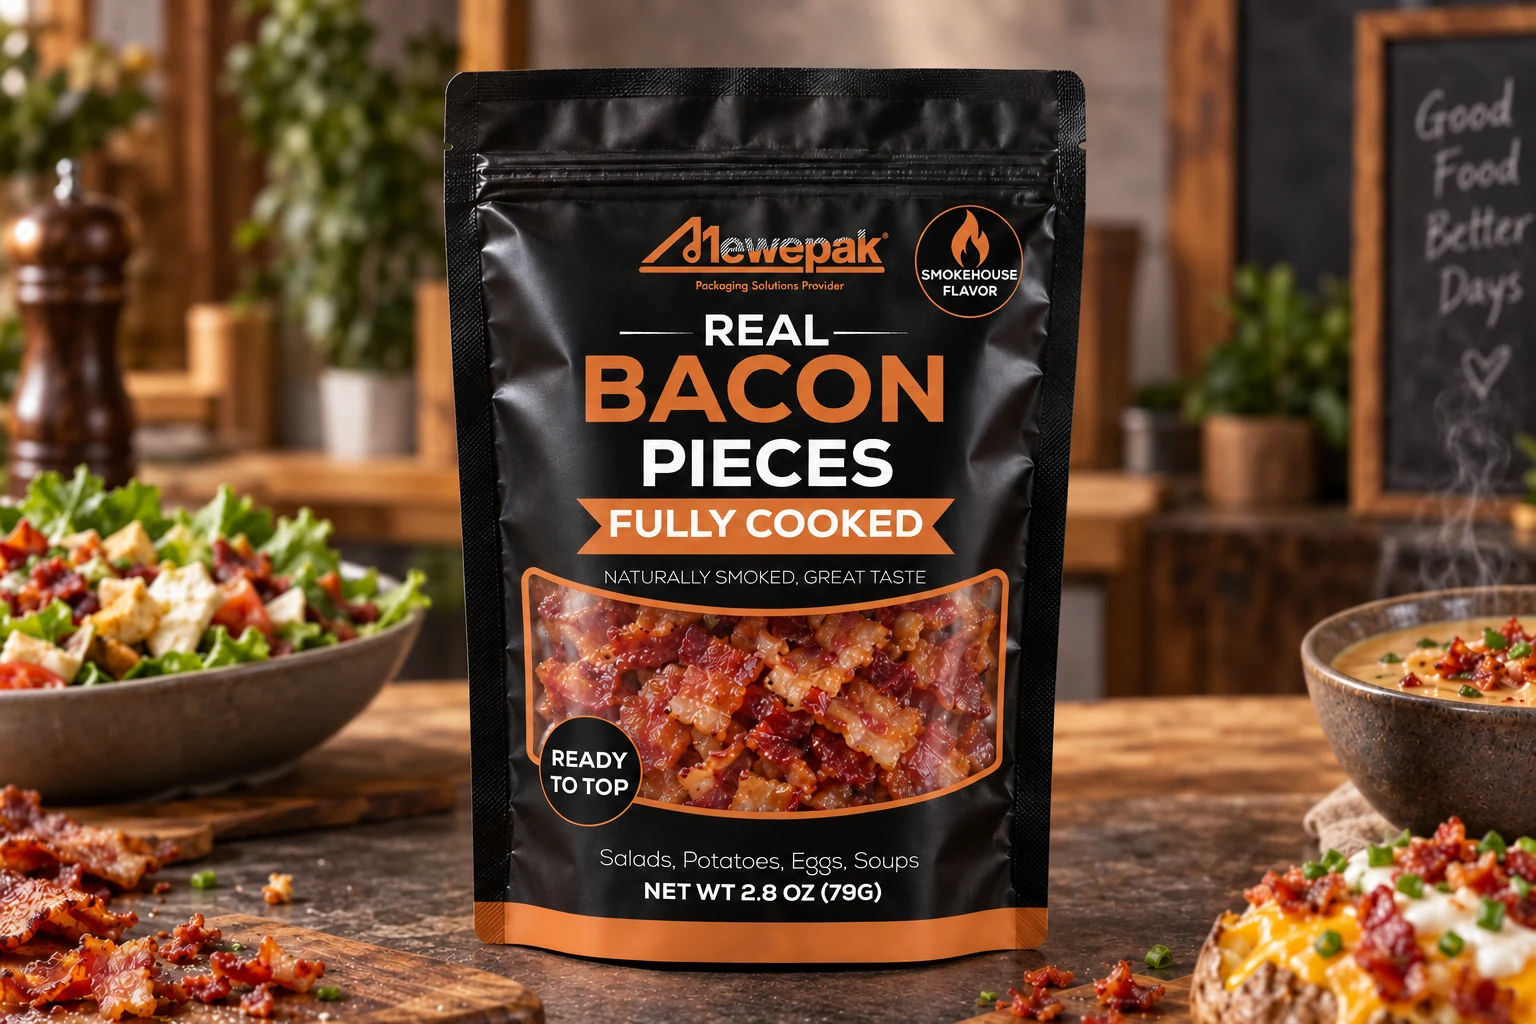 Mewepak®
Packaging Solutions Provider
SMOKEHOUSE
FLAVOR
REAL
BACON
PIECES
FULLY COOKED
NATURALLY SMOKED, GREAT TASTE
READY
TO TOP
Salads, Potatoes, Eggs, Soups
NET WT 2.8 OZ (79G)
Good
Food
Better
Days